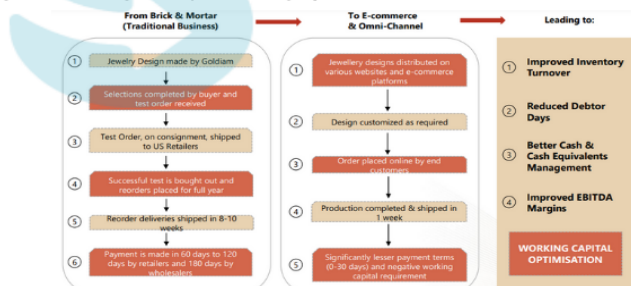 From Brick & Mortar
(Traditional Business)
To E-commerce
& Omni-Channel
Leading to:
1
Jewelry Design made by Goldiam
2
Selections completed by buyer and
test order received
3
Test Order, on consignment, shipped
to US Retailers
4
Successful test is bought out and
reorders placed for full year
5
Reorder deliveries shipped in 8-10
weeks
6
Payment is made in 60 days to 120
days by retailers and 180 days by
wholesalers
1
Jewellery designs distributed on
various websites and e-commerce
platforms
2
Design customized as required
3
Order placed online by end
customers
4
Production completed & shipped in
1 week
5
Significantly lesser payment terms
(0-30 days) and negative working
capital requirement
1
Improved Inventory
Turnover
2
Reduced Debtor
Days
3
Better Cash &
Cash Equivalents
Management
4
Improved EBITDA
Margins
WORKING CAPITAL
OPTIMISATION